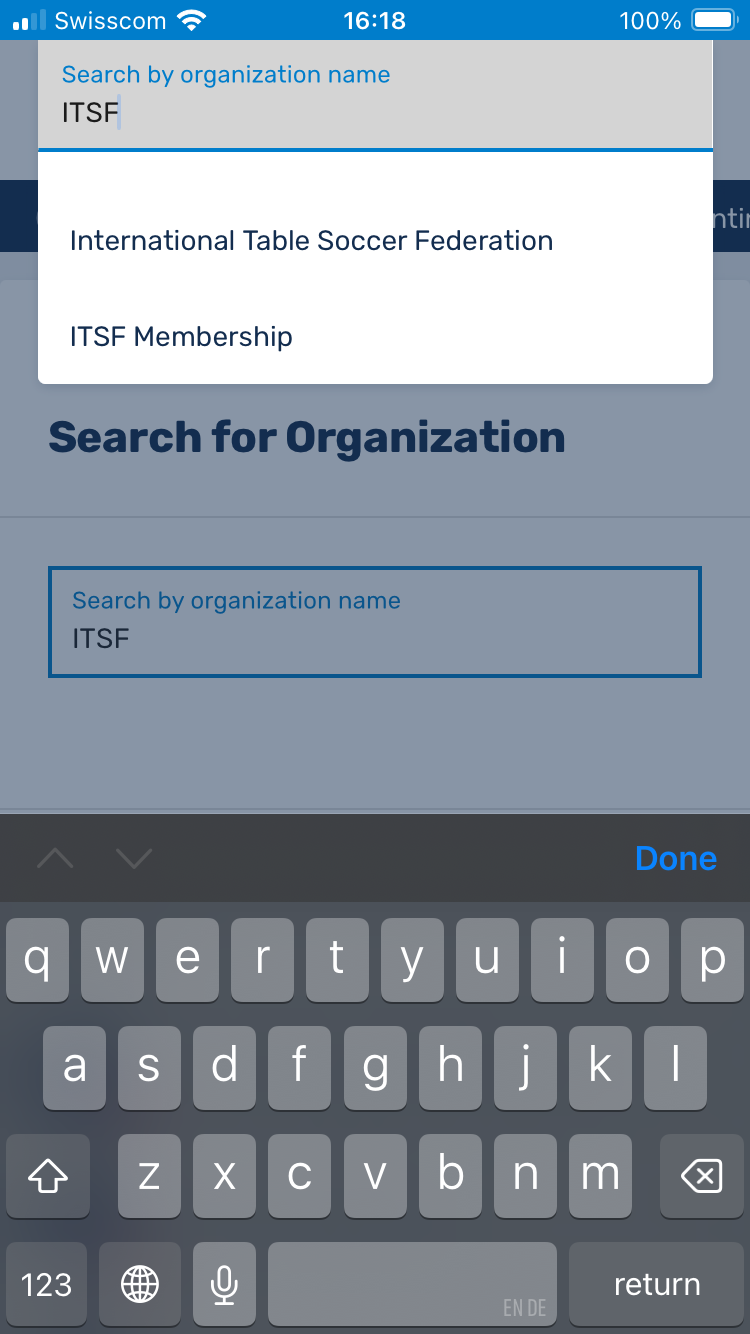 Swisscom 16:18 100%
Search by organization name
ITSF
International Table Soccer Federation
ITSF Membership
Search for Organization
Search by organization name
ITSF
Done
q w e r t y u i o p
a s d f g h j k l
z x c v b n m
123 EN DE return